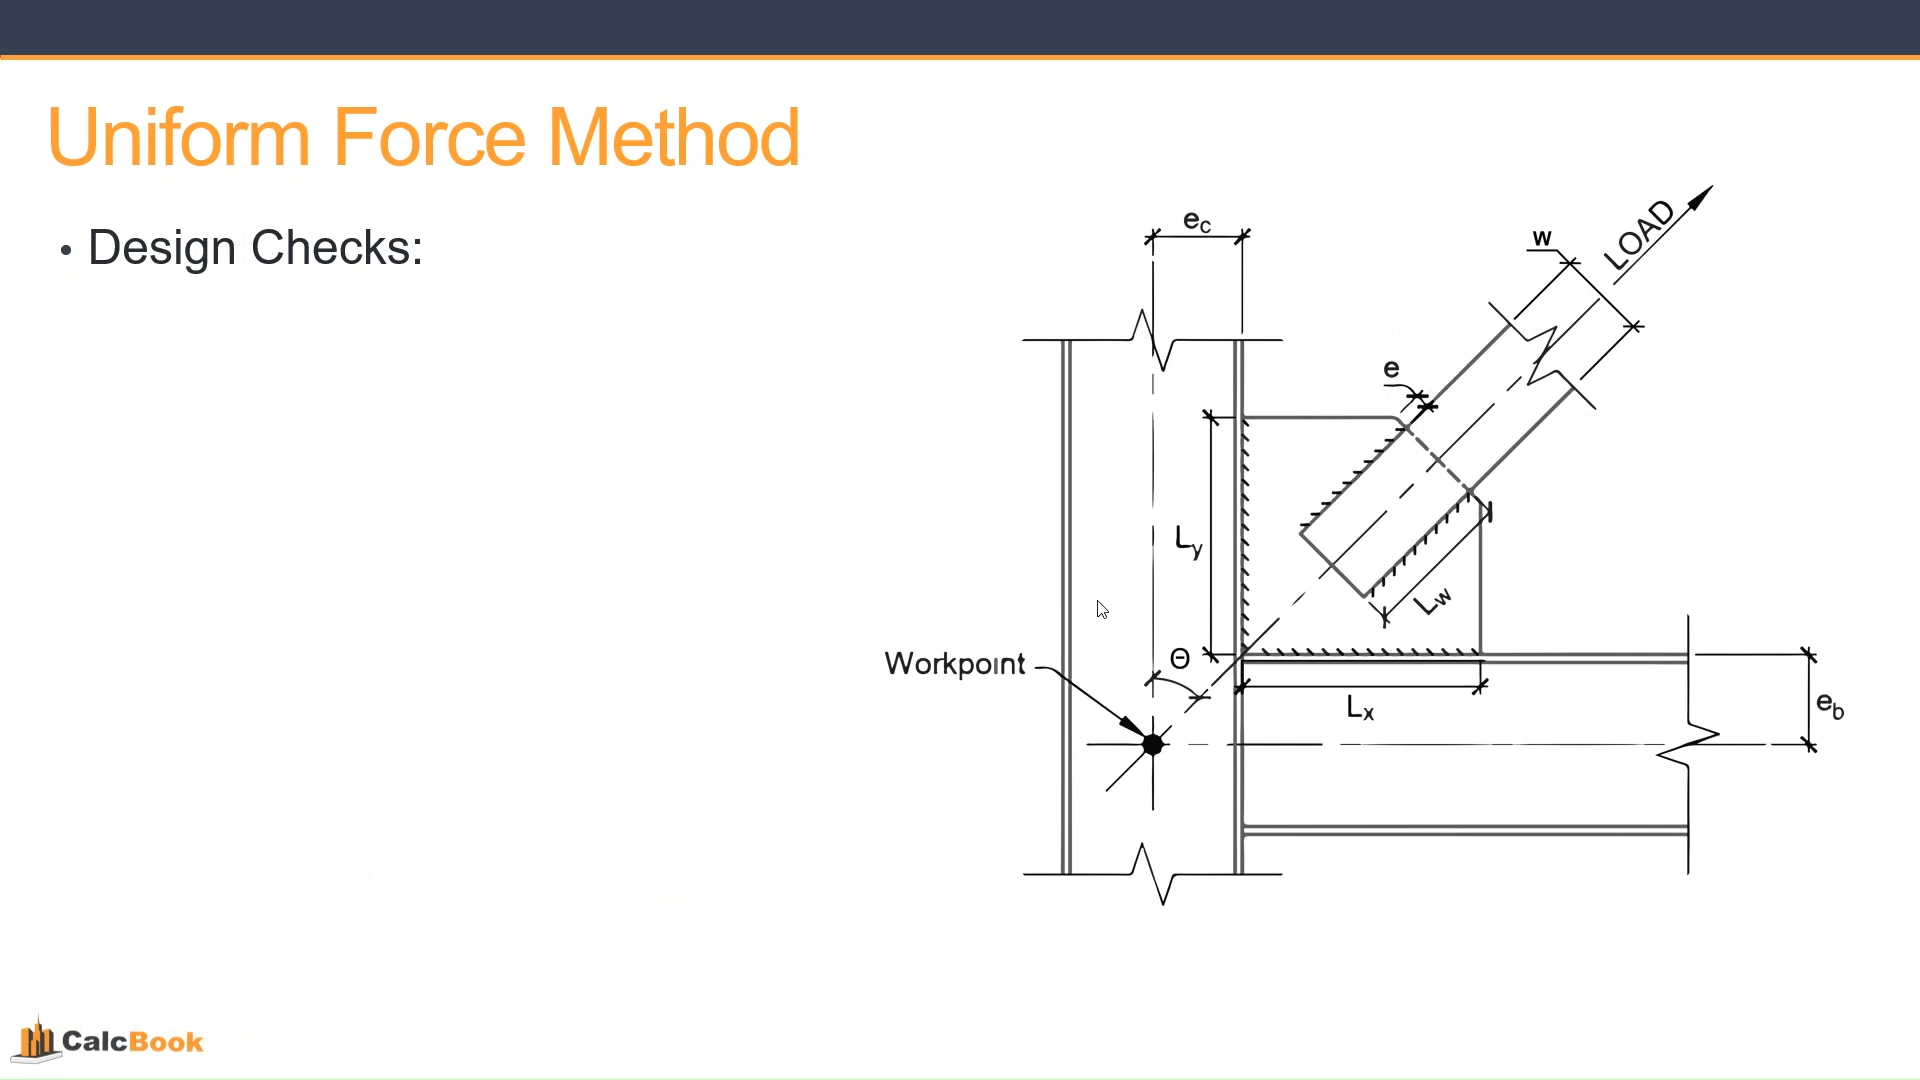 Uniform Force Method
• Design Checks:
ec
w
LOAD
e
Ly
Lw
Workpoint
Θ
Lx
eb
CalcBook